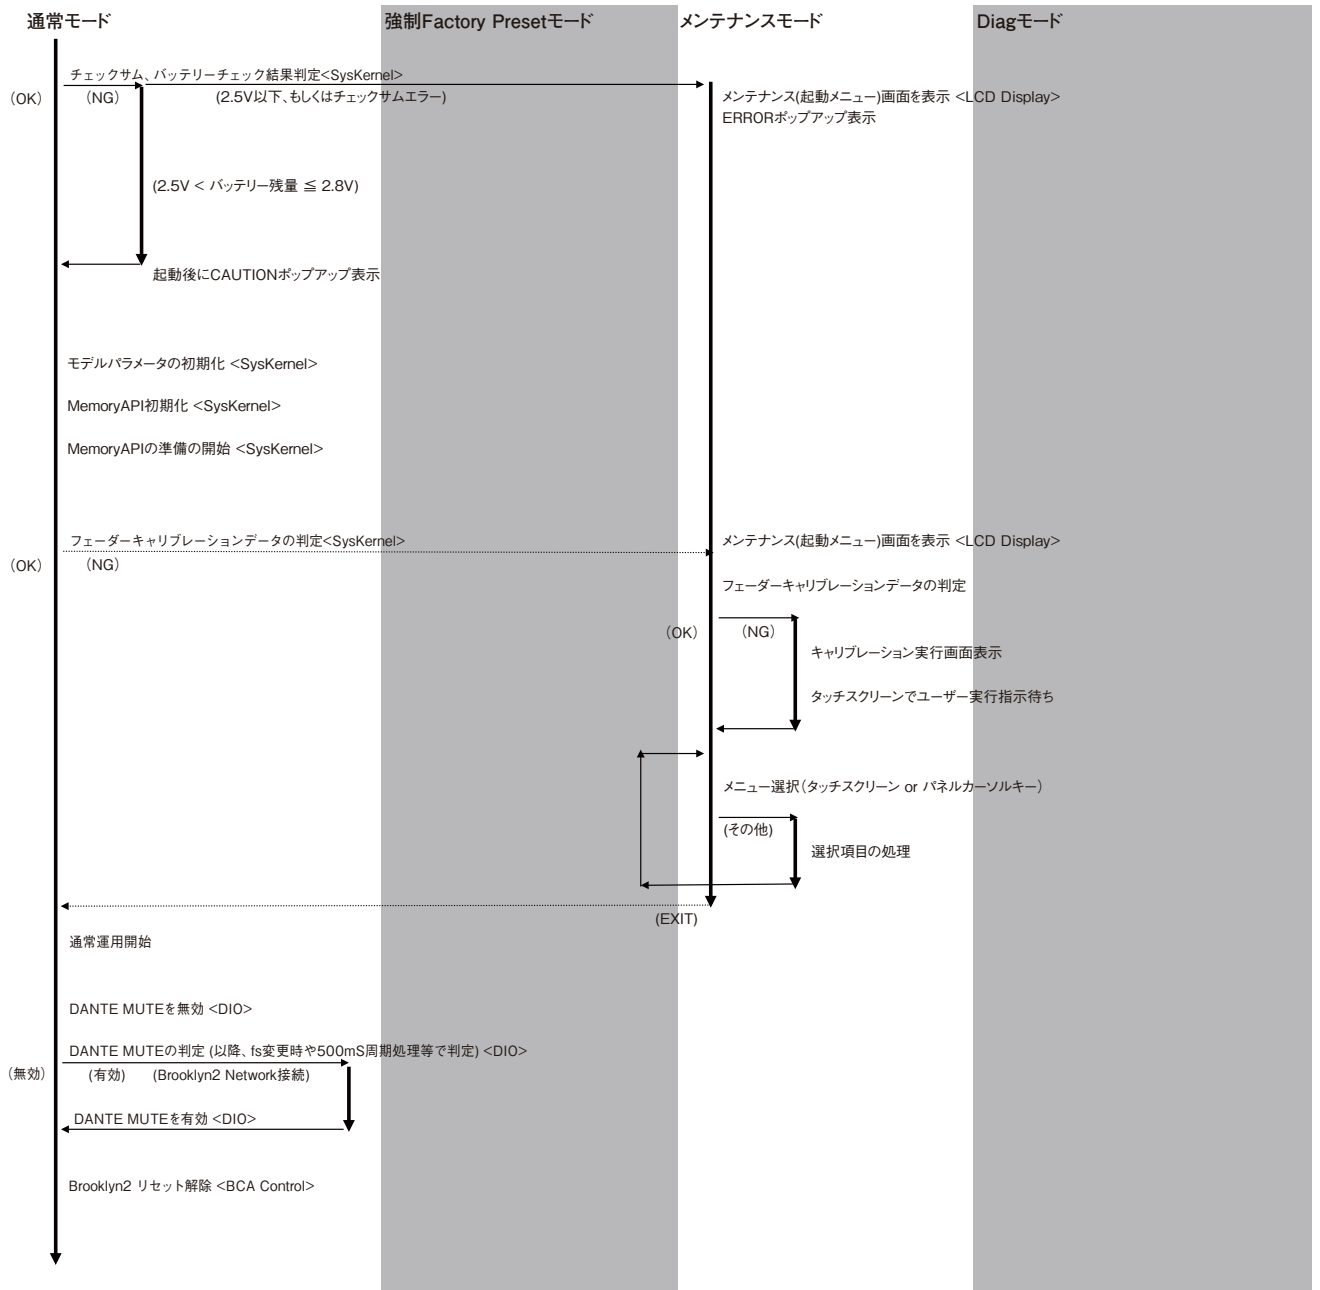 通常モード
強制Factory Presetモード
メンテナンスモード
Diagモード
チェックサム、バッテリーチェック結果判定<SysKernel>
(OK)
(NG)
(2.5V以下、もしくはチェックサムエラー)
メンテナンス(起動メニュー)画面を表示 <LCD Display>
ERRORポップアップ表示
(2.5V < バッテリー残量 ≦ 2.8V)
起動後にCAUTIONポップアップ表示
モデルパラメータの初期化 <SysKernel>
MemoryAPI初期化 <SysKernel>
MemoryAPIの準備の開始 <SysKernel>
フェーダーキャリブレーションデータの判定<SysKernel>
(OK)
(NG)
メンテナンス(起動メニュー)画面を表示 <LCD Display>
フェーダーキャリブレーションデータの判定
(OK)
(NG)
キャリブレーション実行画面表示
タッチスクリーンでユーザー実行指示待ち
メニュー選択(タッチスクリーン or パネルカーソルキー)
(その他)
選択項目の処理
(EXIT)
通常運用開始
DANTE MUTEを無効 <DIO>
DANTE MUTEの判定 (以降、fs変更時や500mS周期処理等で判定) <DIO>
(無効)
(有効)
(Brooklyn2 Network接続)
DANTE MUTEを有効 <DIO>
Brooklyn2 リセット解除 <BCA Control>